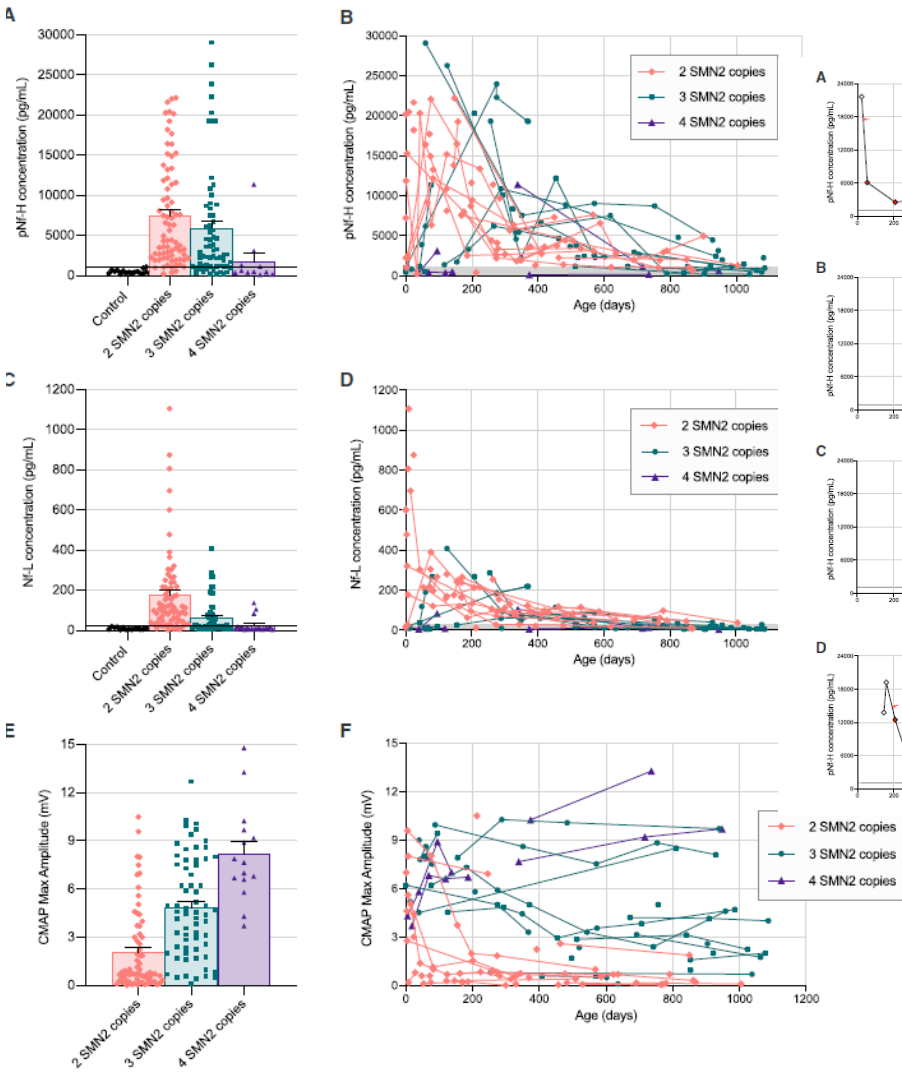 A
pNf-H concentration (pg/mL)
30000
25000
20000
15000
10000
5000
0
Control
2 SMN2 copies
3 SMN2 copies
4 SMN2 copies
B
pNf-H concentration (pg/mL)
30000
25000
20000
15000
10000
5000
0
0
200
400
600
800
1000
Age (days)
2 SMN2 copies
3 SMN2 copies
4 SMN2 copies
C
Nf-L concentration (pg/mL)
1200
1000
800
600
400
200
0
Control
2 SMN2 copies
3 SMN2 copies
4 SMN2 copies
D
Nf-L concentration (pg/mL)
1200
1000
800
600
400
200
0
0
200
400
600
800
1000
Age (days)
2 SMN2 copies
3 SMN2 copies
4 SMN2 copies
E
CMAP Max Amplitude (mV)
15
12
9
6
3
0
2 SMN2 copies
3 SMN2 copies
4 SMN2 copies
F
CMAP Max Amplitude (mV)
15
12
9
6
3
0
0
200
400
600
800
1000
1200
Age (days)
2 SMN2 copies
3 SMN2 copies
4 SMN2 copies
A
pNf-H concentration (pg/mL)
24000
18000
12000
6000
0
0
200
B
pNf-H concentration (pg/mL)
24000
18000
12000
6000
0
0
200
C
pNf-H concentration (pg/mL)
24000
18000
12000
6000
0
0
200
D
pNf-H concentration (pg/mL)
24000
18000
12000
6000
0
0
200